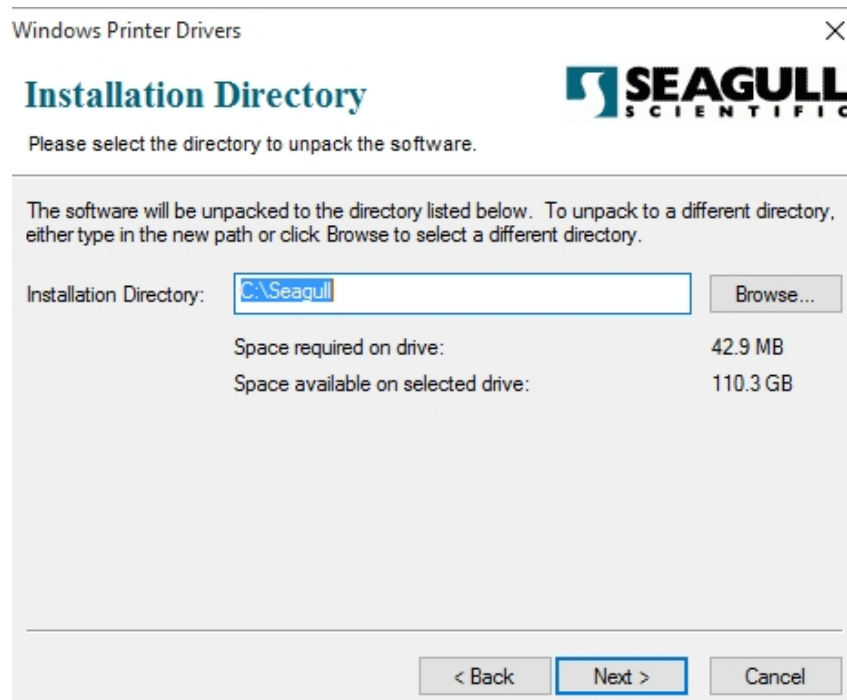 Windows Printer Drivers
Installation Directory
SEAGULL
SCIENTIFIC
Please select the directory to unpack the software.
The software will be unpacked to the directory listed below. To unpack to a different directory,
either type in the new path or click Browse to select a different directory.
Installation Directory: C:\Seagull Browse...
Space required on drive: 42.9 MB
Space available on selected drive: 110.3 GB
< Back Next > Cancel